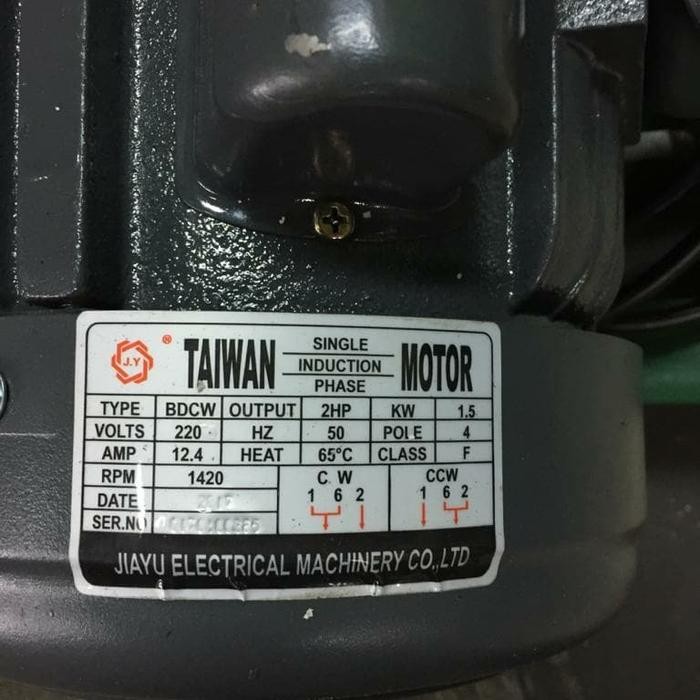 J.Y ® TAIWAN SINGLE INDUCTION PHASE MOTOR
TYPE BDCW OUTPUT 2HP KW 1.5
VOLTS 220 HZ 50 POLE 4
AMP 12.4 HEAT 65°C CLASS F
RPM 1420 C W CCW
1 6 2 1 6 2
DATE
SER.NO
JIAYU ELECTRICAL MACHINERY CO.,LTD